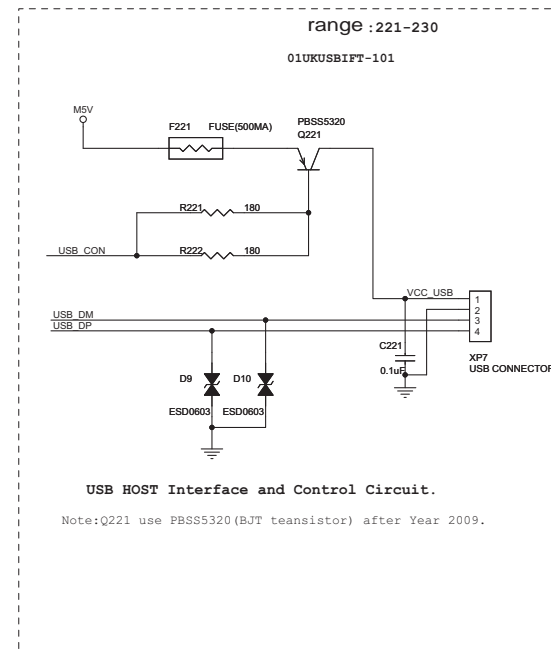 range :221-230
01UKUSBIFT-101
M5V
F221 FUSE(500MA)
PBSS5320
Q221
R221 180
R222 180
USB_CON
VCC_USB
1
2
3
4
USB_DM
USB_DP
C221
0.1uF
XP7
USB CONNECTOR
D9 D10
ESD0603 ESD0603
USB HOST Interface and Control Circuit.
Note:Q221 use PBSS5320(BJT teansistor) after Year 2009.